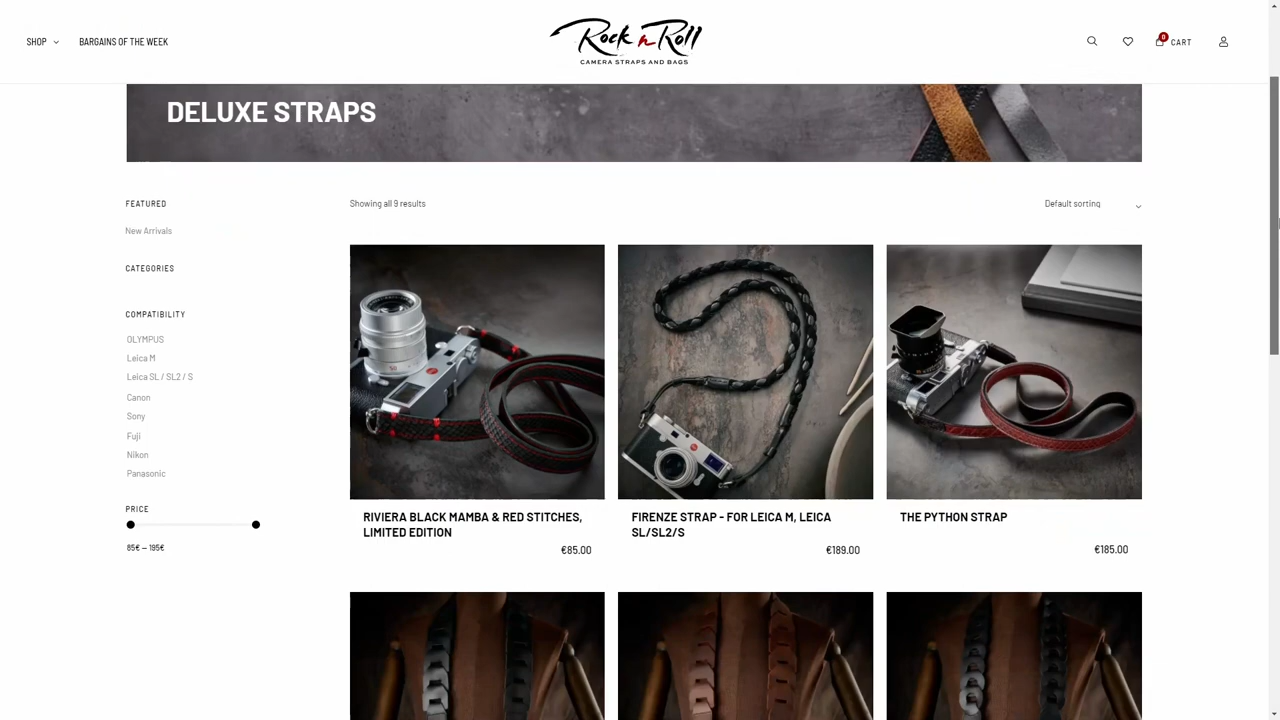 SHOP
BARGAINS OF THE WEEK
Rock n Roll
CAMERA STRAPS AND BAGS
0
CART
DELUXE STRAPS
FEATURED
New Arrivals
CATEGORIES
COMPATIBILITY
OLYMPUS
Leica M
Leica SL / SL2 / S
Canon
Sony
Fuji
Nikon
Panasonic
PRICE
85€ — 195€
Showing all 9 results
Default sorting
RIVIERA BLACK MAMBA & RED STITCHES,
LIMITED EDITION
€85.00
FIRENZE STRAP - FOR LEICA M, LEICA
SL/SL2/S
€189.00
THE PYTHON STRAP
€185.00